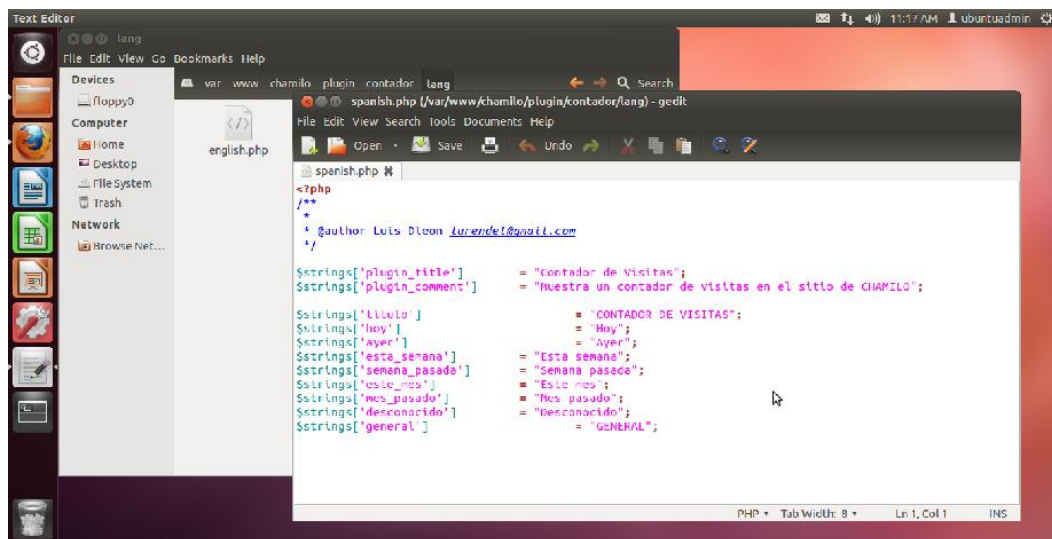 Text Editor
11:17 AM ubuntuadmin
lang
File Edit View Go Bookmarks Help
Devices
floppy0
Computer
Home
Desktop
File System
Trash
Network
Browse Net...
var www chamilo plugin contador lang
Search
english.php
spanish.php (/var/www/chamilo/plugin/contador/lang) - gedit
File Edit View Search Tools Documents Help
Open Save Undo
spanish.php
<?php
/**
*
* @author Luis Dleon lurendel@gmail.com
*/
$strings['plugin_title'] = "Contador de Visitas";
$strings['plugin_comment'] = "Muestra un contador de visitas en el sitio de CHAMILO";
$strings['titulo'] = "CONTADOR DE VISITAS";
$strings['hoy'] = "Hoy";
$strings['ayer'] = "Ayer";
$strings['esta_semana'] = "Esta semana";
$strings['semana_pasada'] = "Semana pasada";
$strings['este_mes'] = "Este mes";
$strings['mes_pasado'] = "Mes pasado";
$strings['desconocido'] = "Desconocido";
$strings['general'] = "GENERAL";
PHP Tab Width: 8 Ln 1, Col 1 INS